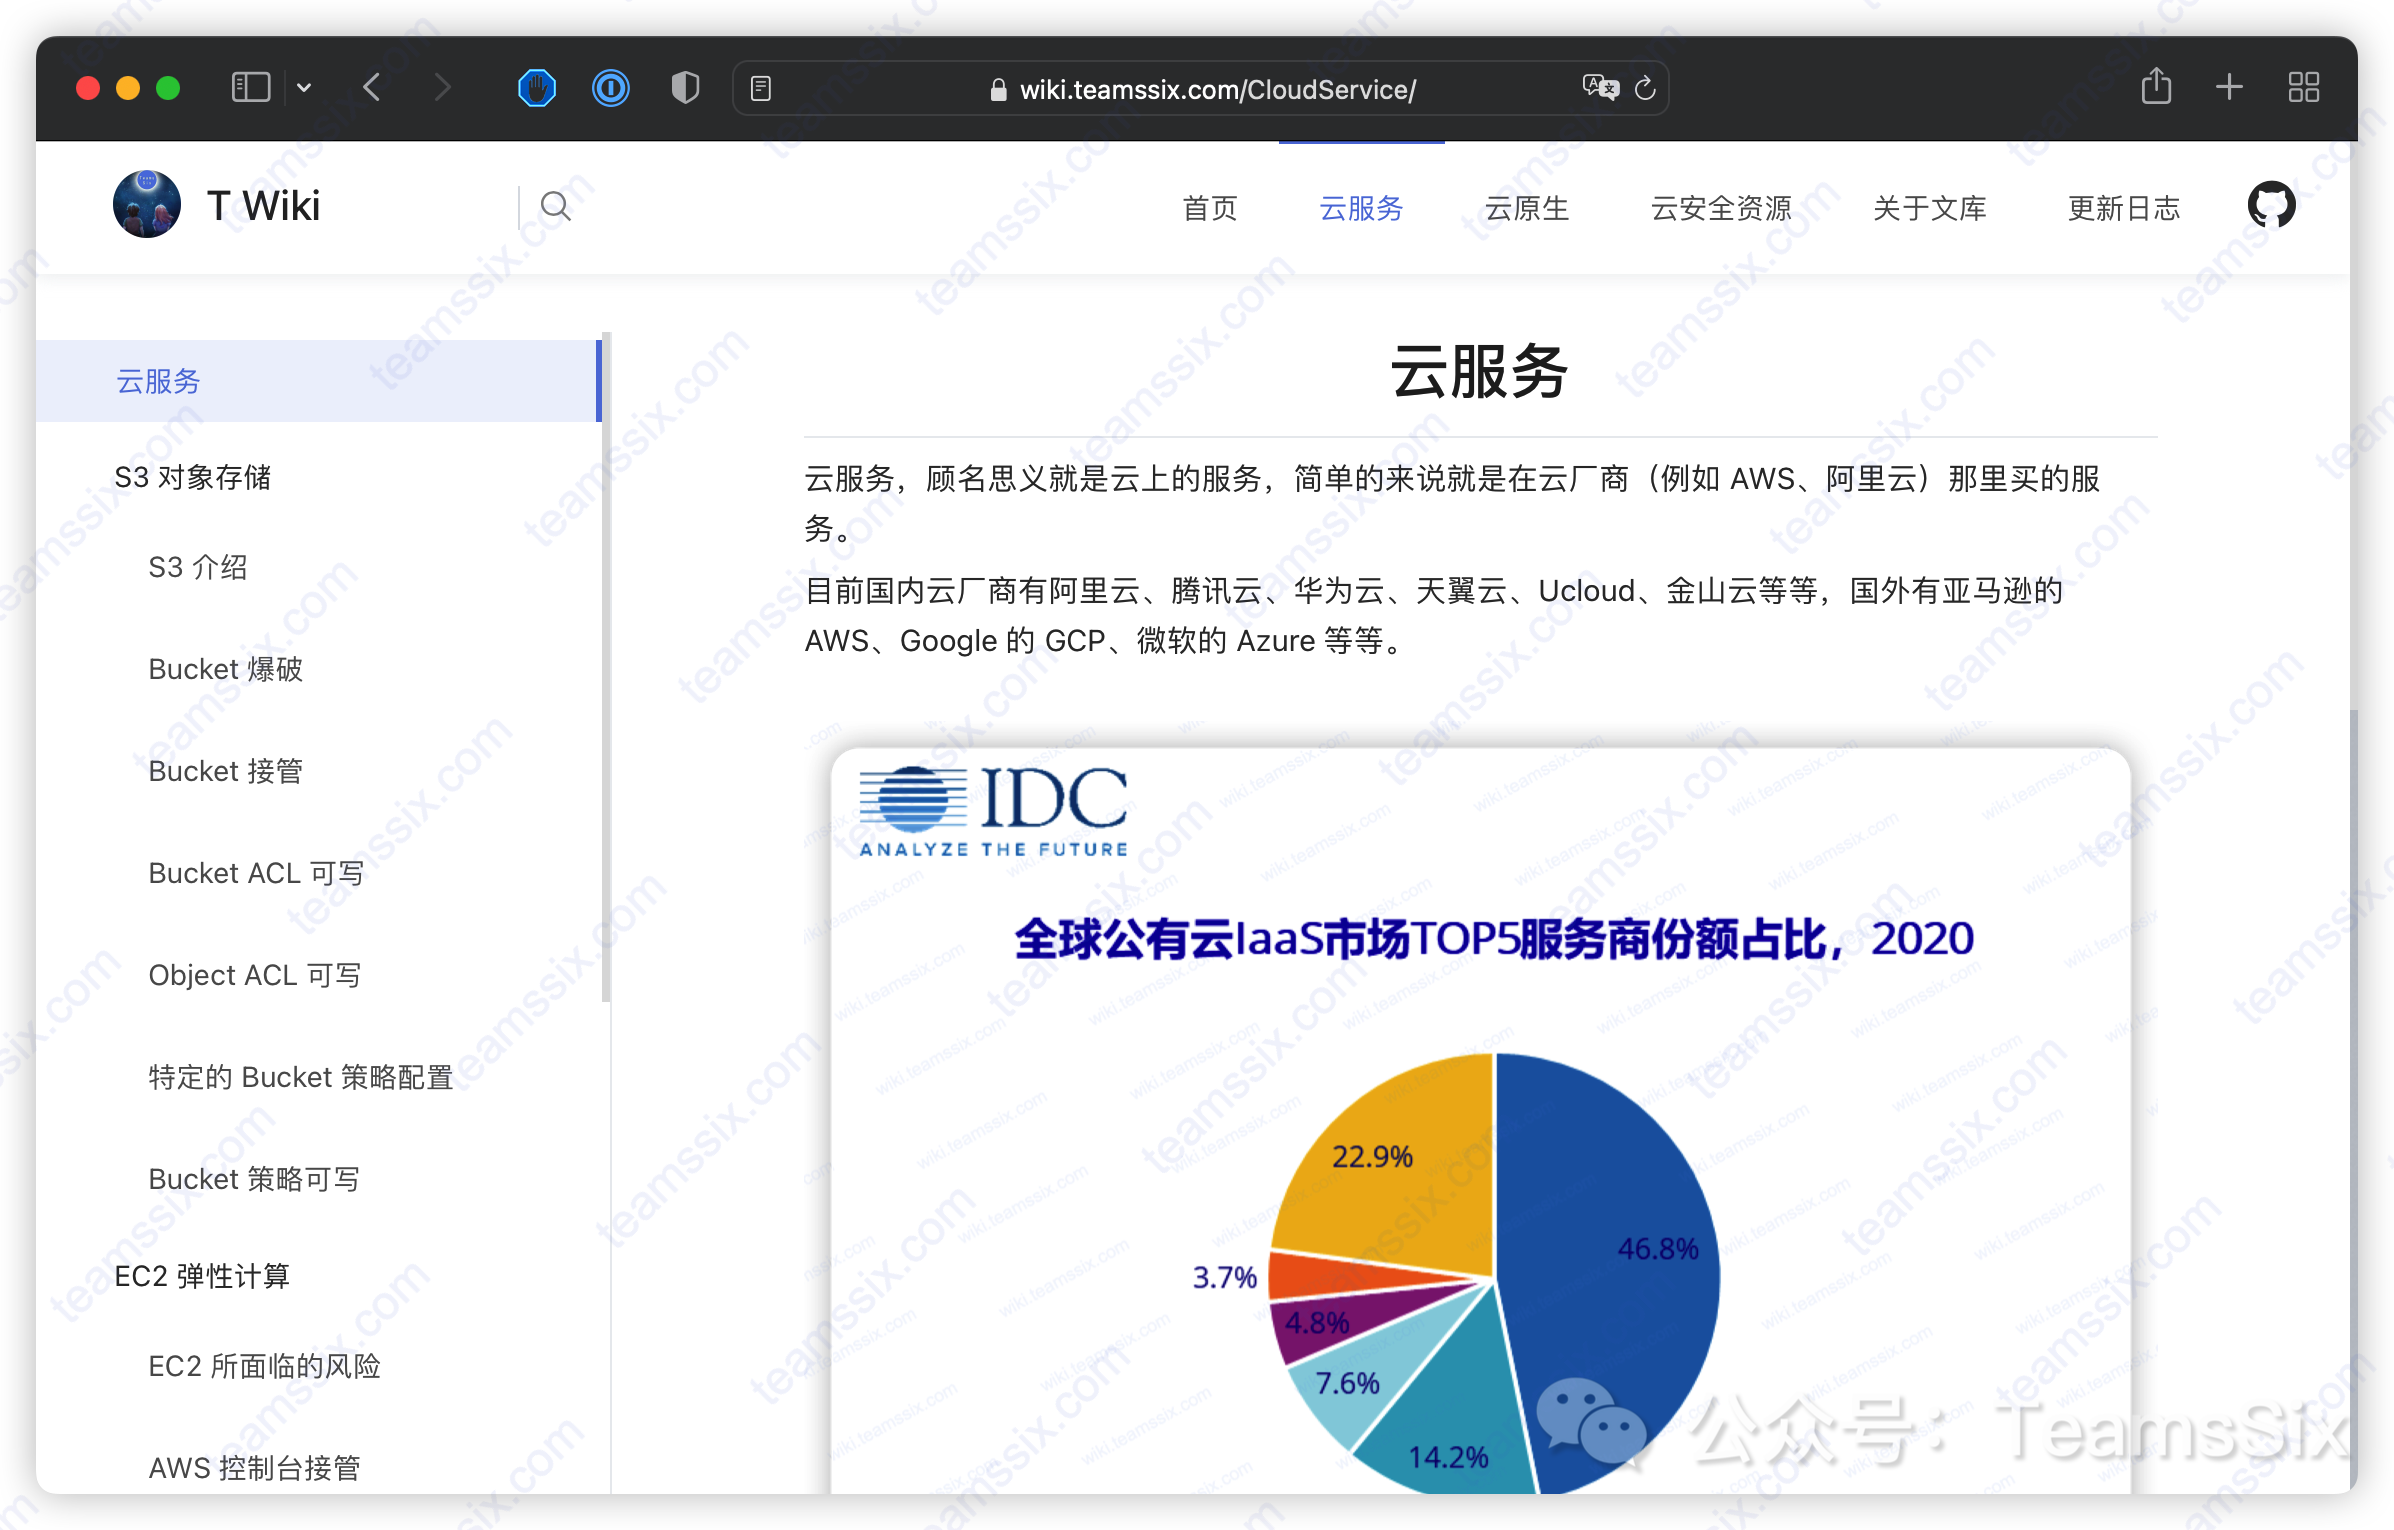 wiki.teamssix.com/CloudService/
T Wiki
首页
云服务
云原生
云安全资源
关于文库
更新日志
云服务
S3 对象存储
S3 介绍
Bucket 爆破
Bucket 接管
Bucket ACL 可写
Object ACL 可写
特定的 Bucket 策略配置
Bucket 策略可写
EC2 弹性计算
EC2 所面临的风险
AWS 控制台接管
云服务
云服务，顾名思义就是云上的服务，简单的来说就是在云厂商（例如 AWS、阿里云）那里买的服
务。
目前国内云厂商有阿里云、腾讯云、华为云、天翼云、Ucloud、金山云等等，国外有亚马逊的
AWS、Google 的 GCP、微软的 Azure 等等。
IDC
ANALYZE THE FUTURE
全球公有云IaaS市场TOP5服务商份额占比，2020
22.9%
46.8%
3.7%
4.8%
7.6%
14.2%
公众号：TeamsSix
teamssix.com
wiki.teamssix.com